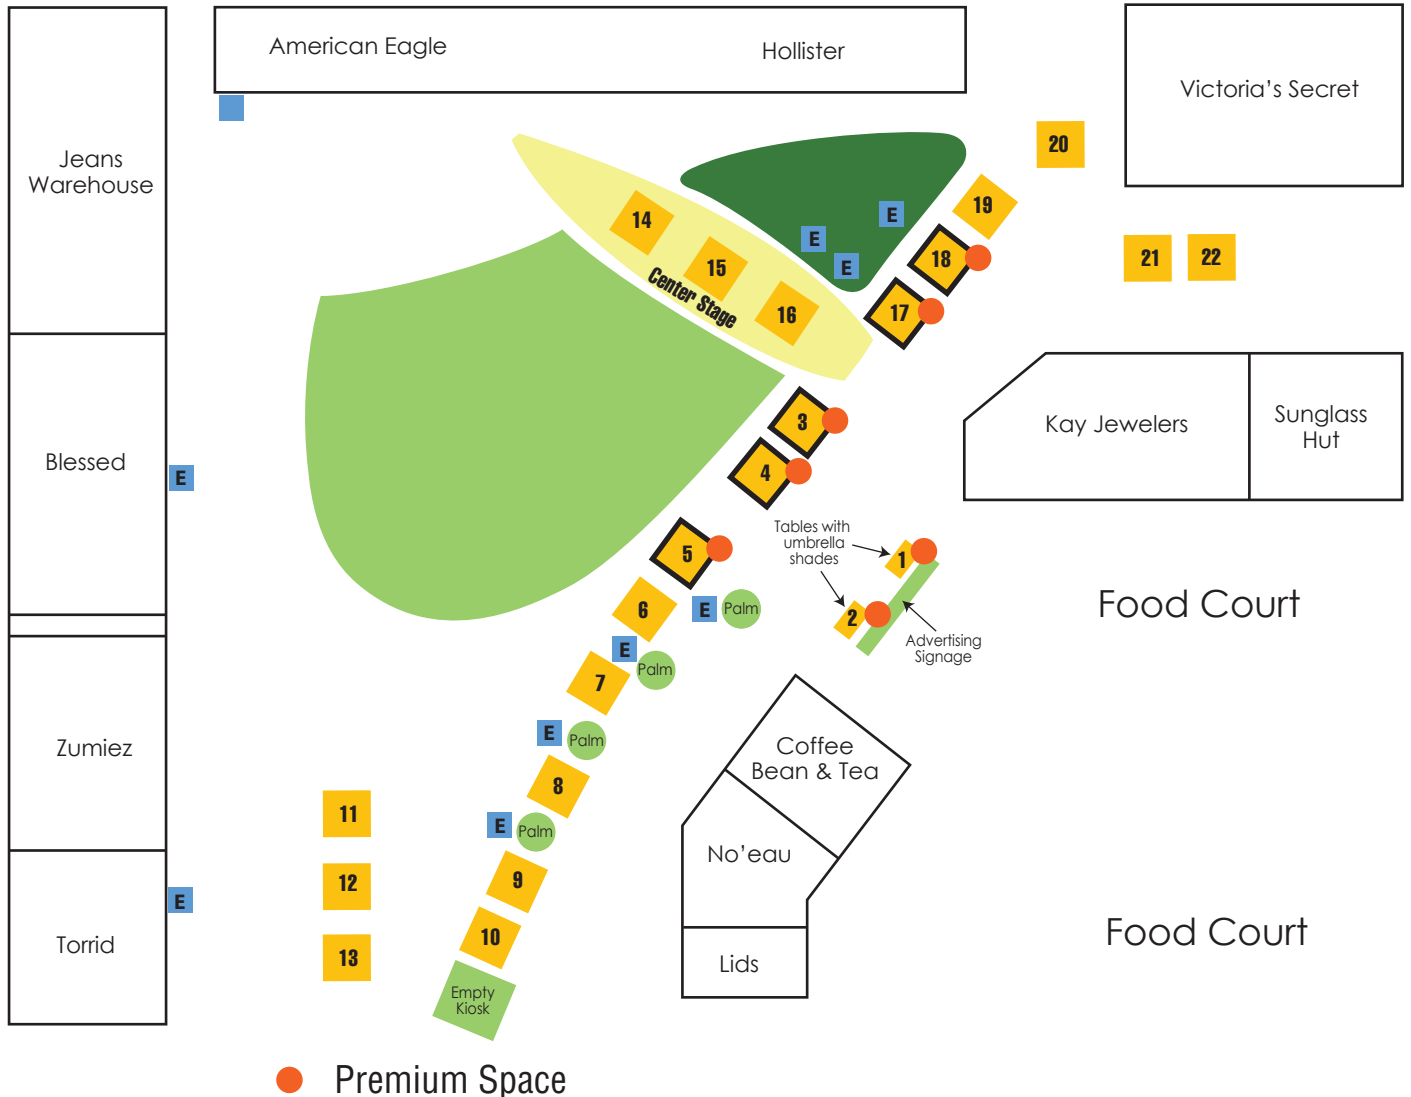 American Eagle
Hollister
Victoria's Secret
Jeans
Warehouse
20
19
14
E
E
E
18
15
21
22
Center Stage
16
17
3
Kay Jewelers
Sunglass
Hut
Blessed
4
E
Tables with
umbrella
shades
5
1
6
E
Palm
2
Food Court
Advertising
Signage
E
Palm
7
E
Palm
Zumiez
Coffee
Bean & Tea
8
11
E
Palm
No'eau
9
12
E
10
Food Court
Torrid
13
Lids
Empty
Kiosk
Premium Space